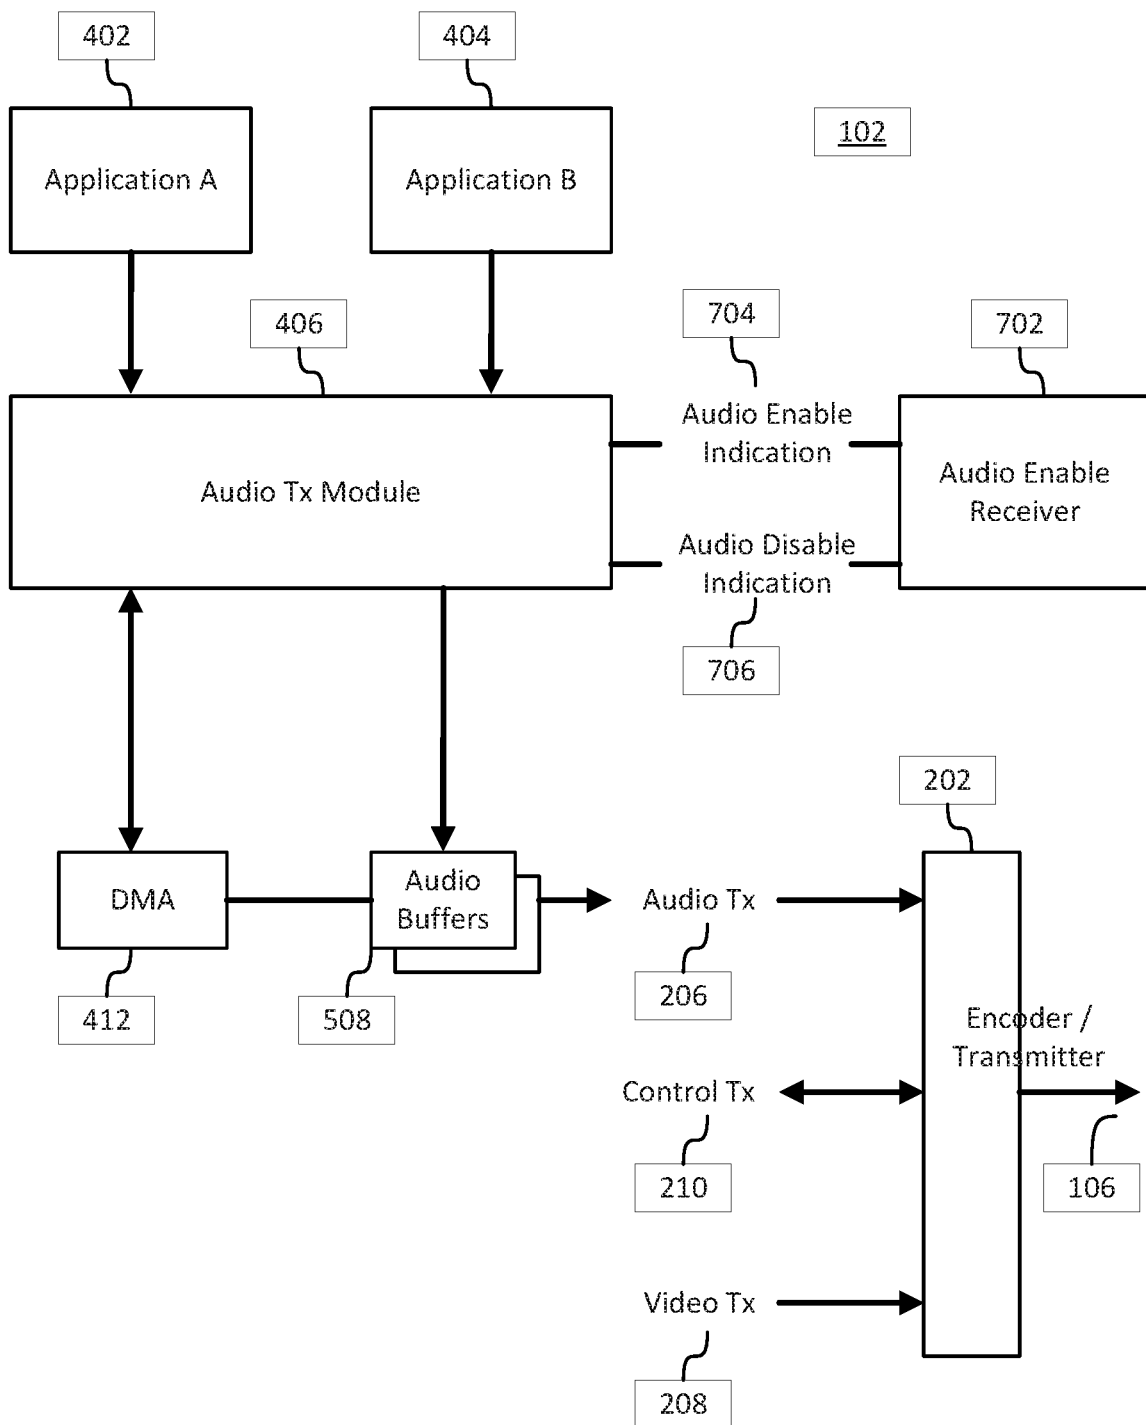 402
404
102
Application A
Application B
406
704
702
Audio Enable
Indication
Audio Tx Module
Audio Enable
Receiver
Audio Disable
Indication
706
202
DMA
Audio
Buffers
Audio Tx
412
508
206
Encoder /
Transmitter
Control Tx
210
106
Video Tx
208